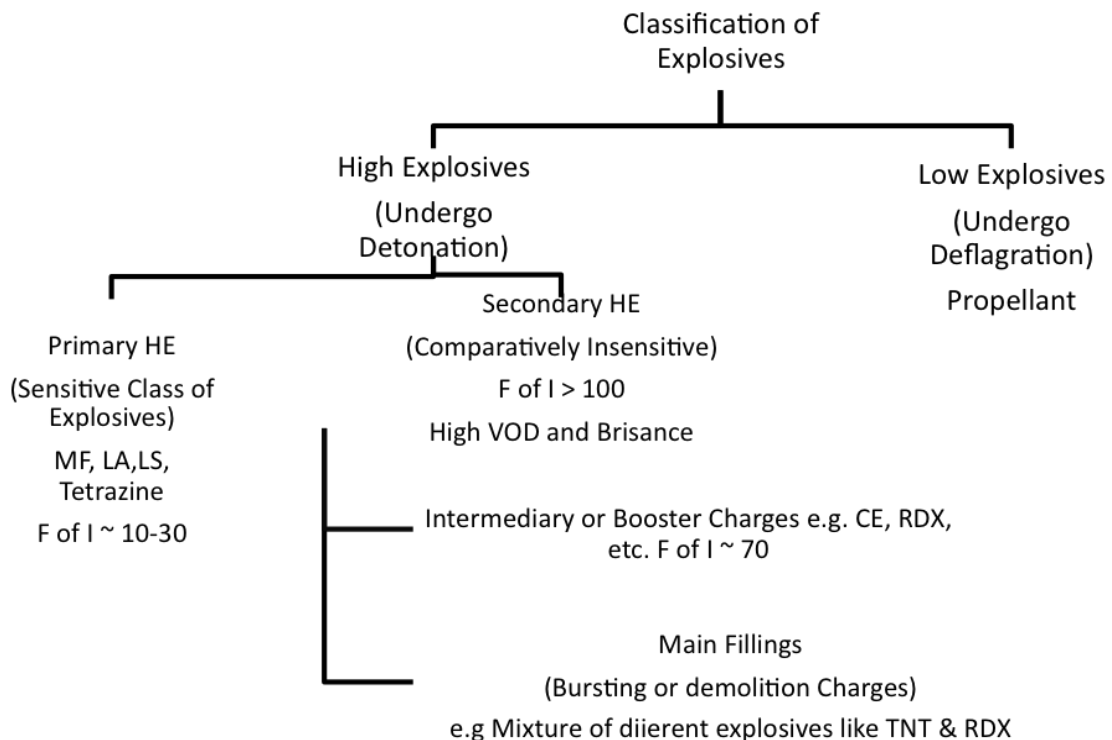 Classification of
Explosives
High Explosives
(Undergo
Detonation)
Low Explosives
(Undergo
Deflagration)
Propellant
Primary HE
(Sensitive Class of
Explosives)
MF, LA,LS,
Tetrazine
F of I ~ 10-30
Secondary HE
(Comparatively Insensitive)
F of I > 100
High VOD and Brisance
Intermediary or Booster Charges e.g. CE, RDX,
etc. F of I ~ 70
Main Fillings
(Bursting or demolition Charges)
e.g Mixture of diierent explosives like TNT & RDX